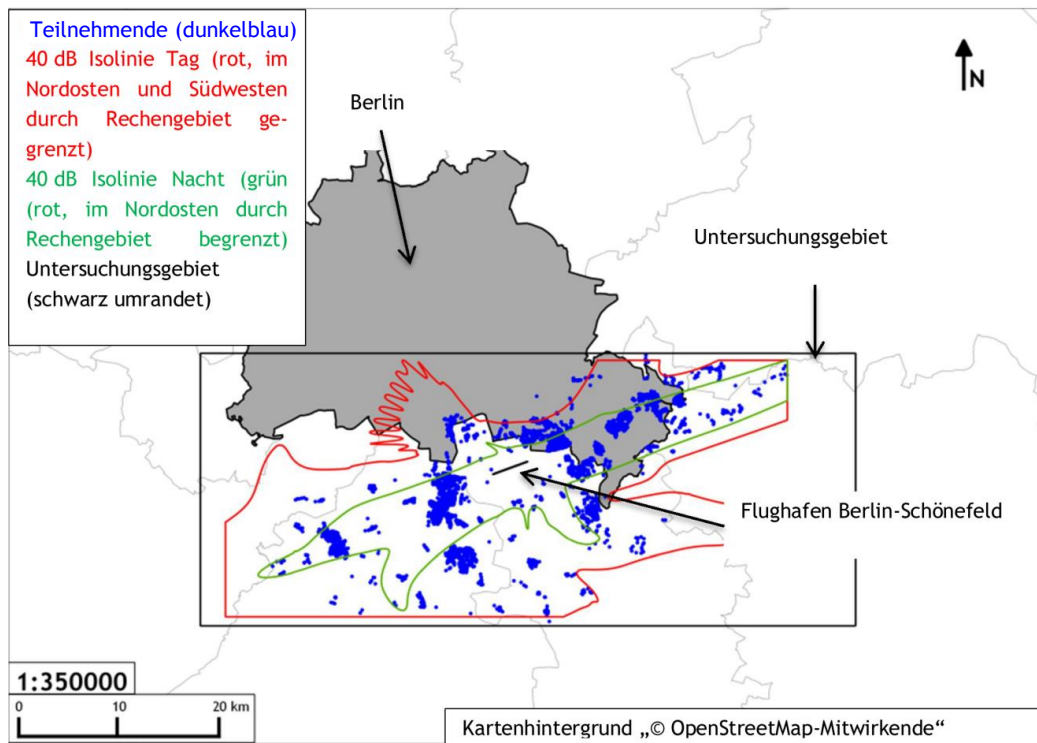 Teilnehmende (dunkelblau)
40 dB Isolinie Tag (rot, im
Nordosten und Südwesten
durch Rechengebiet ge-
grenzt)
40 dB Isolinie Nacht (grün
(rot, im Nordosten durch
Rechengebiet begrenzt)
Untersuchungsgebiet
(schwarz umrandet)
Berlin
N
Untersuchungsgebiet
Flughafen Berlin-Schönefeld
1:350000
0 10 20 km
Kartenhintergrund „© OpenStreetMap-Mitwirkende“